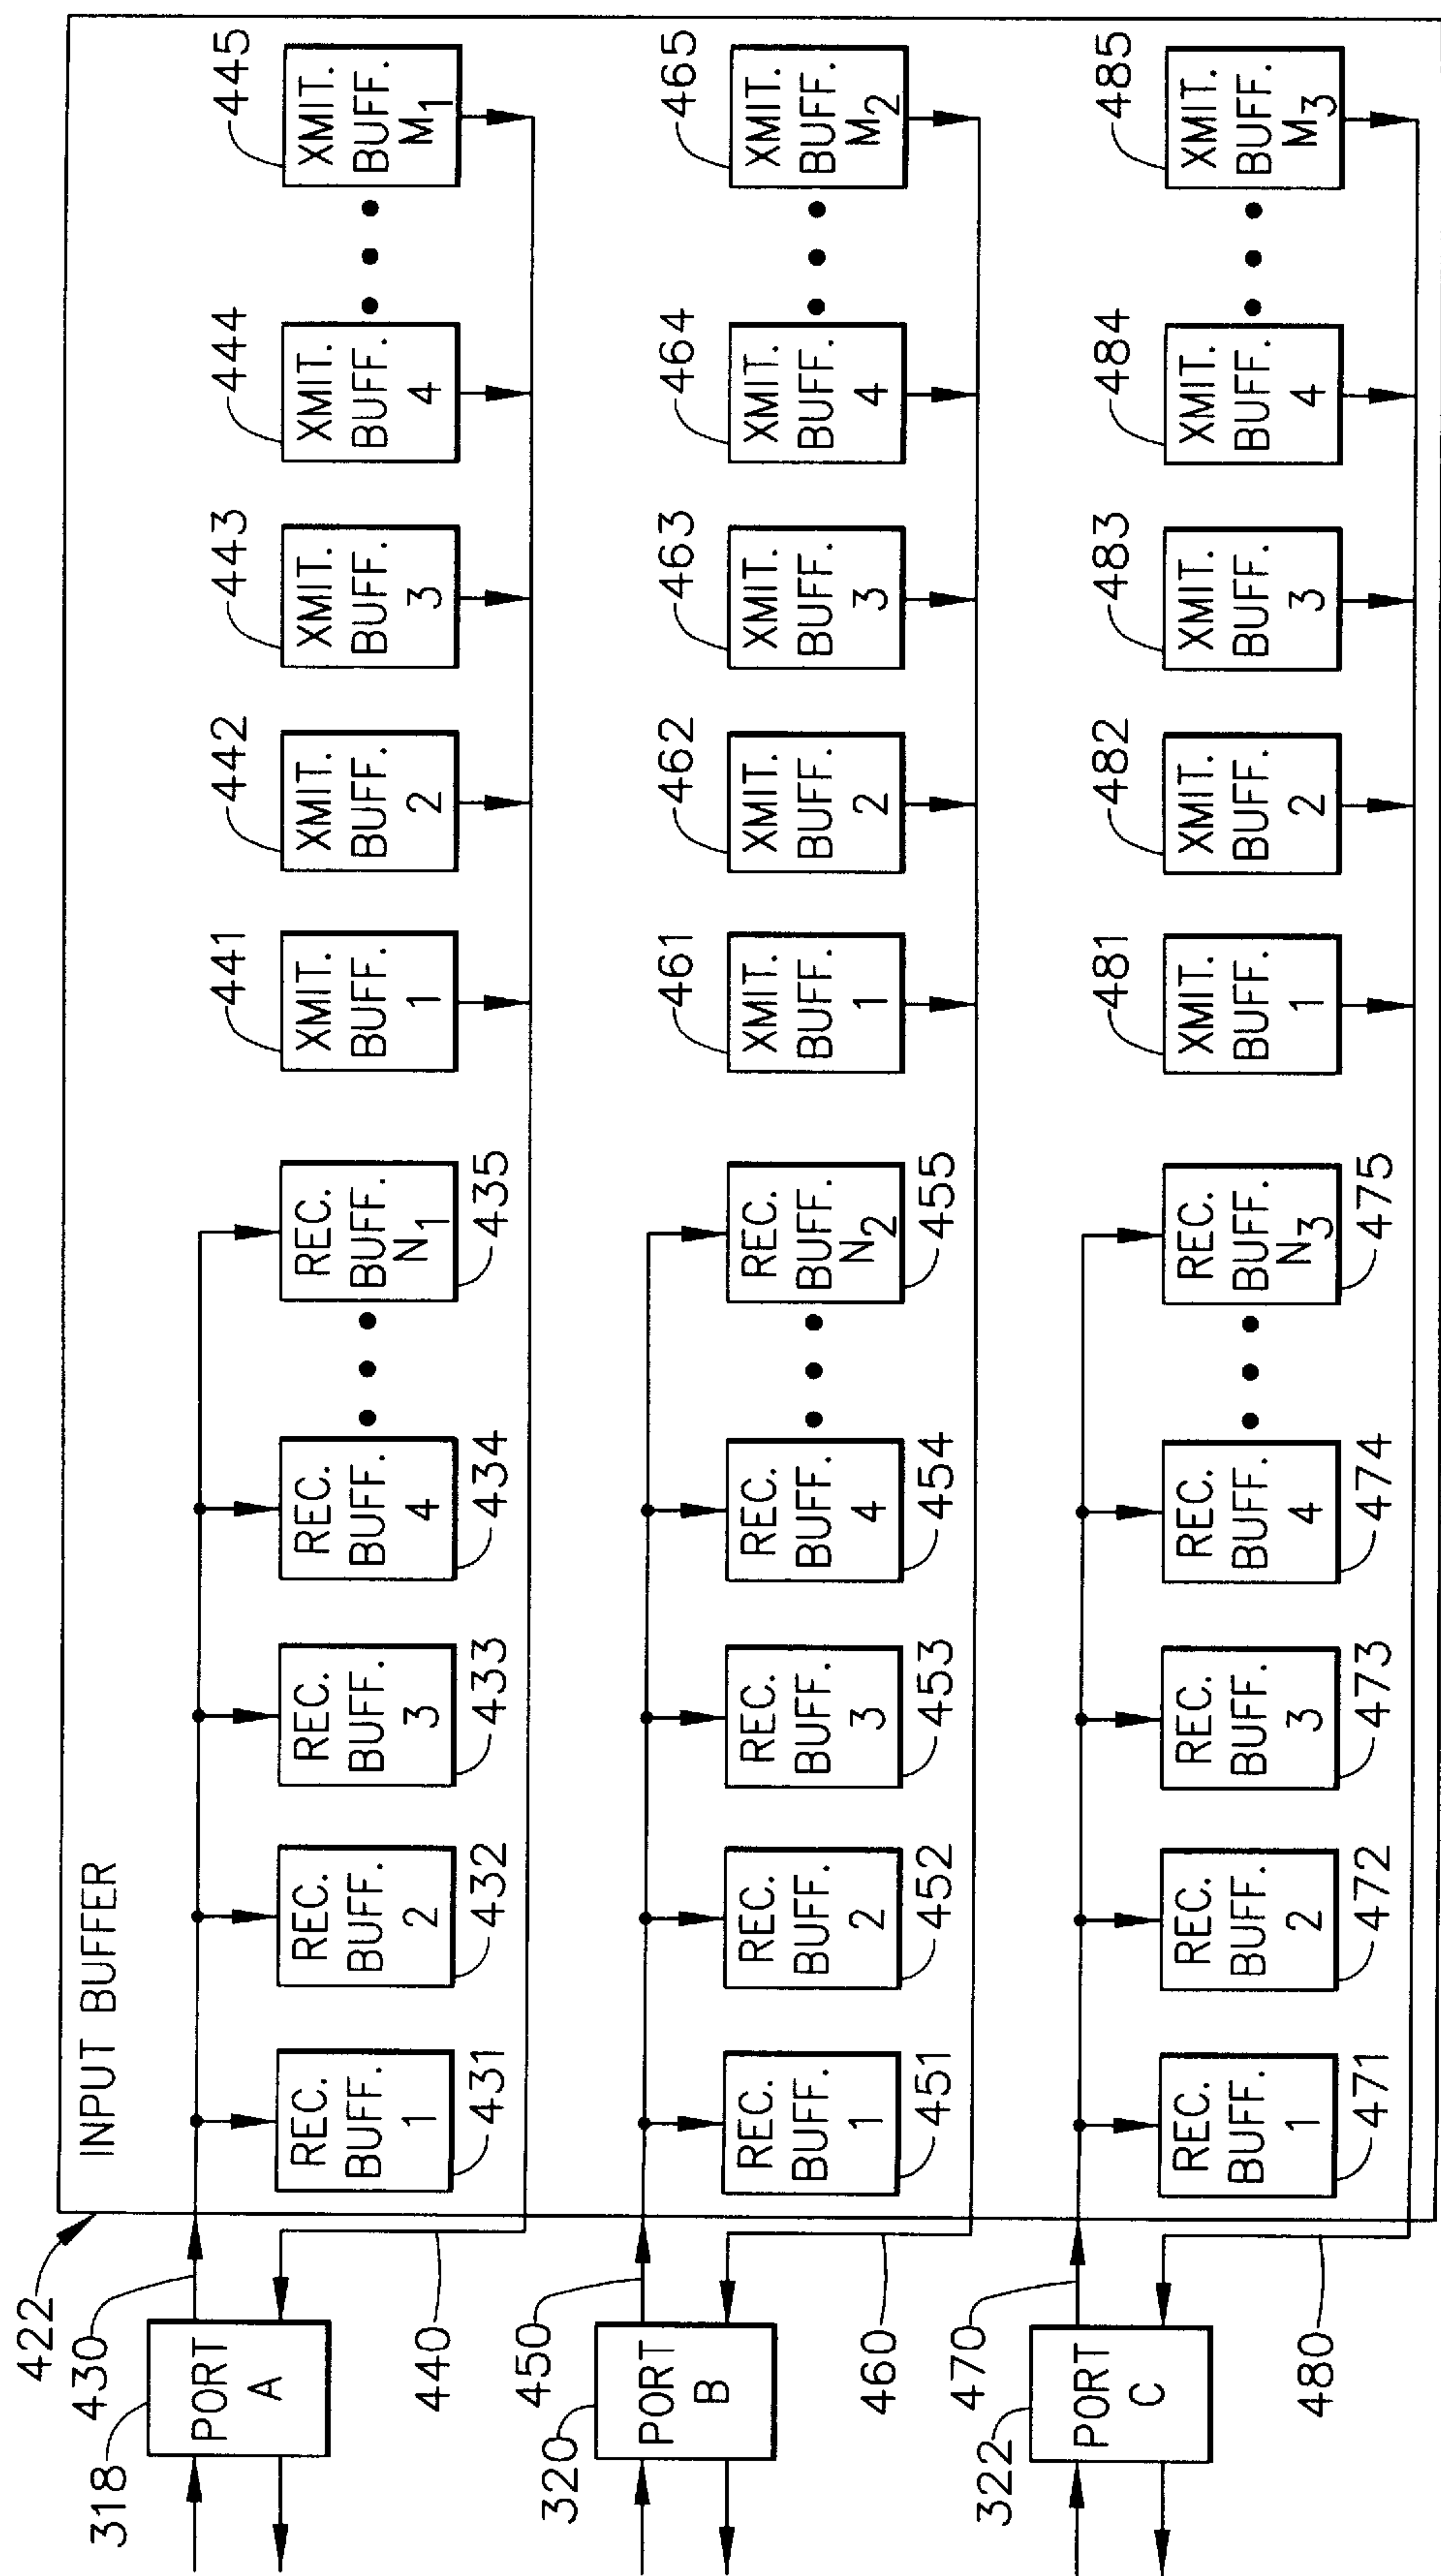 422
INPUT BUFFER
430
318
PORT
A
440
REC.
BUFF.
1
431
REC.
BUFF.
2
432
REC.
BUFF.
3
433
REC.
BUFF.
4
434
REC.
BUFF.
N1
435
441
XMIT.
BUFF.
1
442
XMIT.
BUFF.
2
443
XMIT.
BUFF.
3
444
XMIT.
BUFF.
4
445
XMIT.
BUFF.
M1
450
320
PORT
B
460
REC.
BUFF.
1
451
REC.
BUFF.
2
452
REC.
BUFF.
3
453
REC.
BUFF.
4
454
REC.
BUFF.
N2
455
461
XMIT.
BUFF.
1
462
XMIT.
BUFF.
2
463
XMIT.
BUFF.
3
464
XMIT.
BUFF.
4
465
XMIT.
BUFF.
M2
470
322
PORT
C
480
REC.
BUFF.
1
471
REC.
BUFF.
2
472
REC.
BUFF.
3
473
REC.
BUFF.
4
474
REC.
BUFF.
N3
475
481
XMIT.
BUFF.
1
482
XMIT.
BUFF.
2
483
XMIT.
BUFF.
3
484
XMIT.
BUFF.
4
485
XMIT.
BUFF.
M3